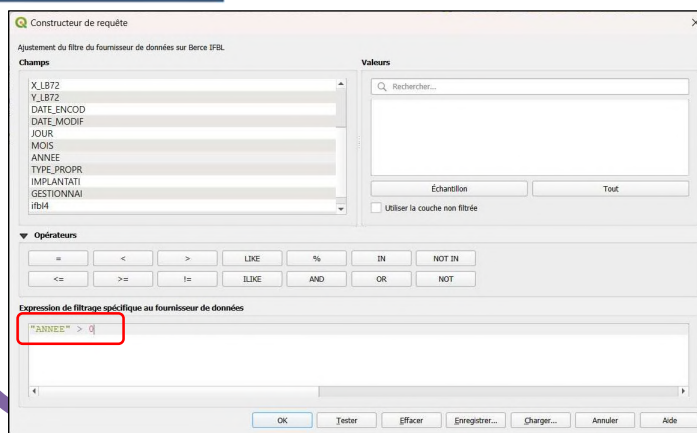 Constructeur de requête
Ajustement du filtre du fournisseur de données sur Berce IFBL
Champs
X_LB72
Y_LB72
DATE_ENCOD
DATE_MODIF
JOUR
MOIS
ANNEE
TYPE_PROPR
IMPLANTATI
GESTIONNAI
ifbl4
Valeurs
Rechercher...
Échantillon Tout
Utiliser la couche non filtrée
Opérateurs
= < > LIKE % IN NOT IN
<= >= != ILIKE AND OR NOT
Expression de filtrage spécifique au fournisseur de données
"ANNEE" > 0
OK Tester Effacer Enregistrer... Charger... Annuler Aide